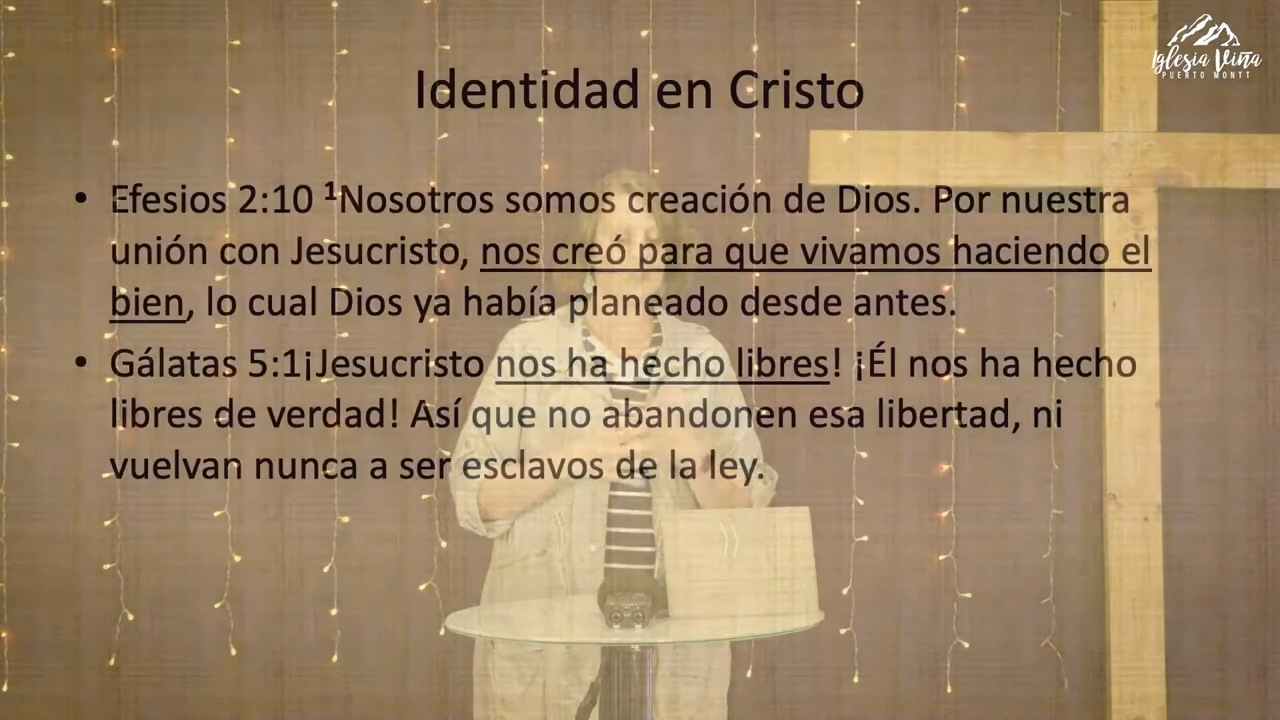 Iglesia Viña
PUERTO MONTT
Identidad en Cristo
• Efesios 2:10 ¹Nosotros somos creación de Dios. Por nuestra
unión con Jesucristo, nos creó para que vivamos haciendo el
bien, lo cual Dios ya había planeado desde antes.
• Gálatas 5:1¡Jesucristo nos ha hecho libres! ¡Él nos ha hecho
libres de verdad! Así que no abandonen esa libertad, ni
vuelvan nunca a ser esclavos de la ley.